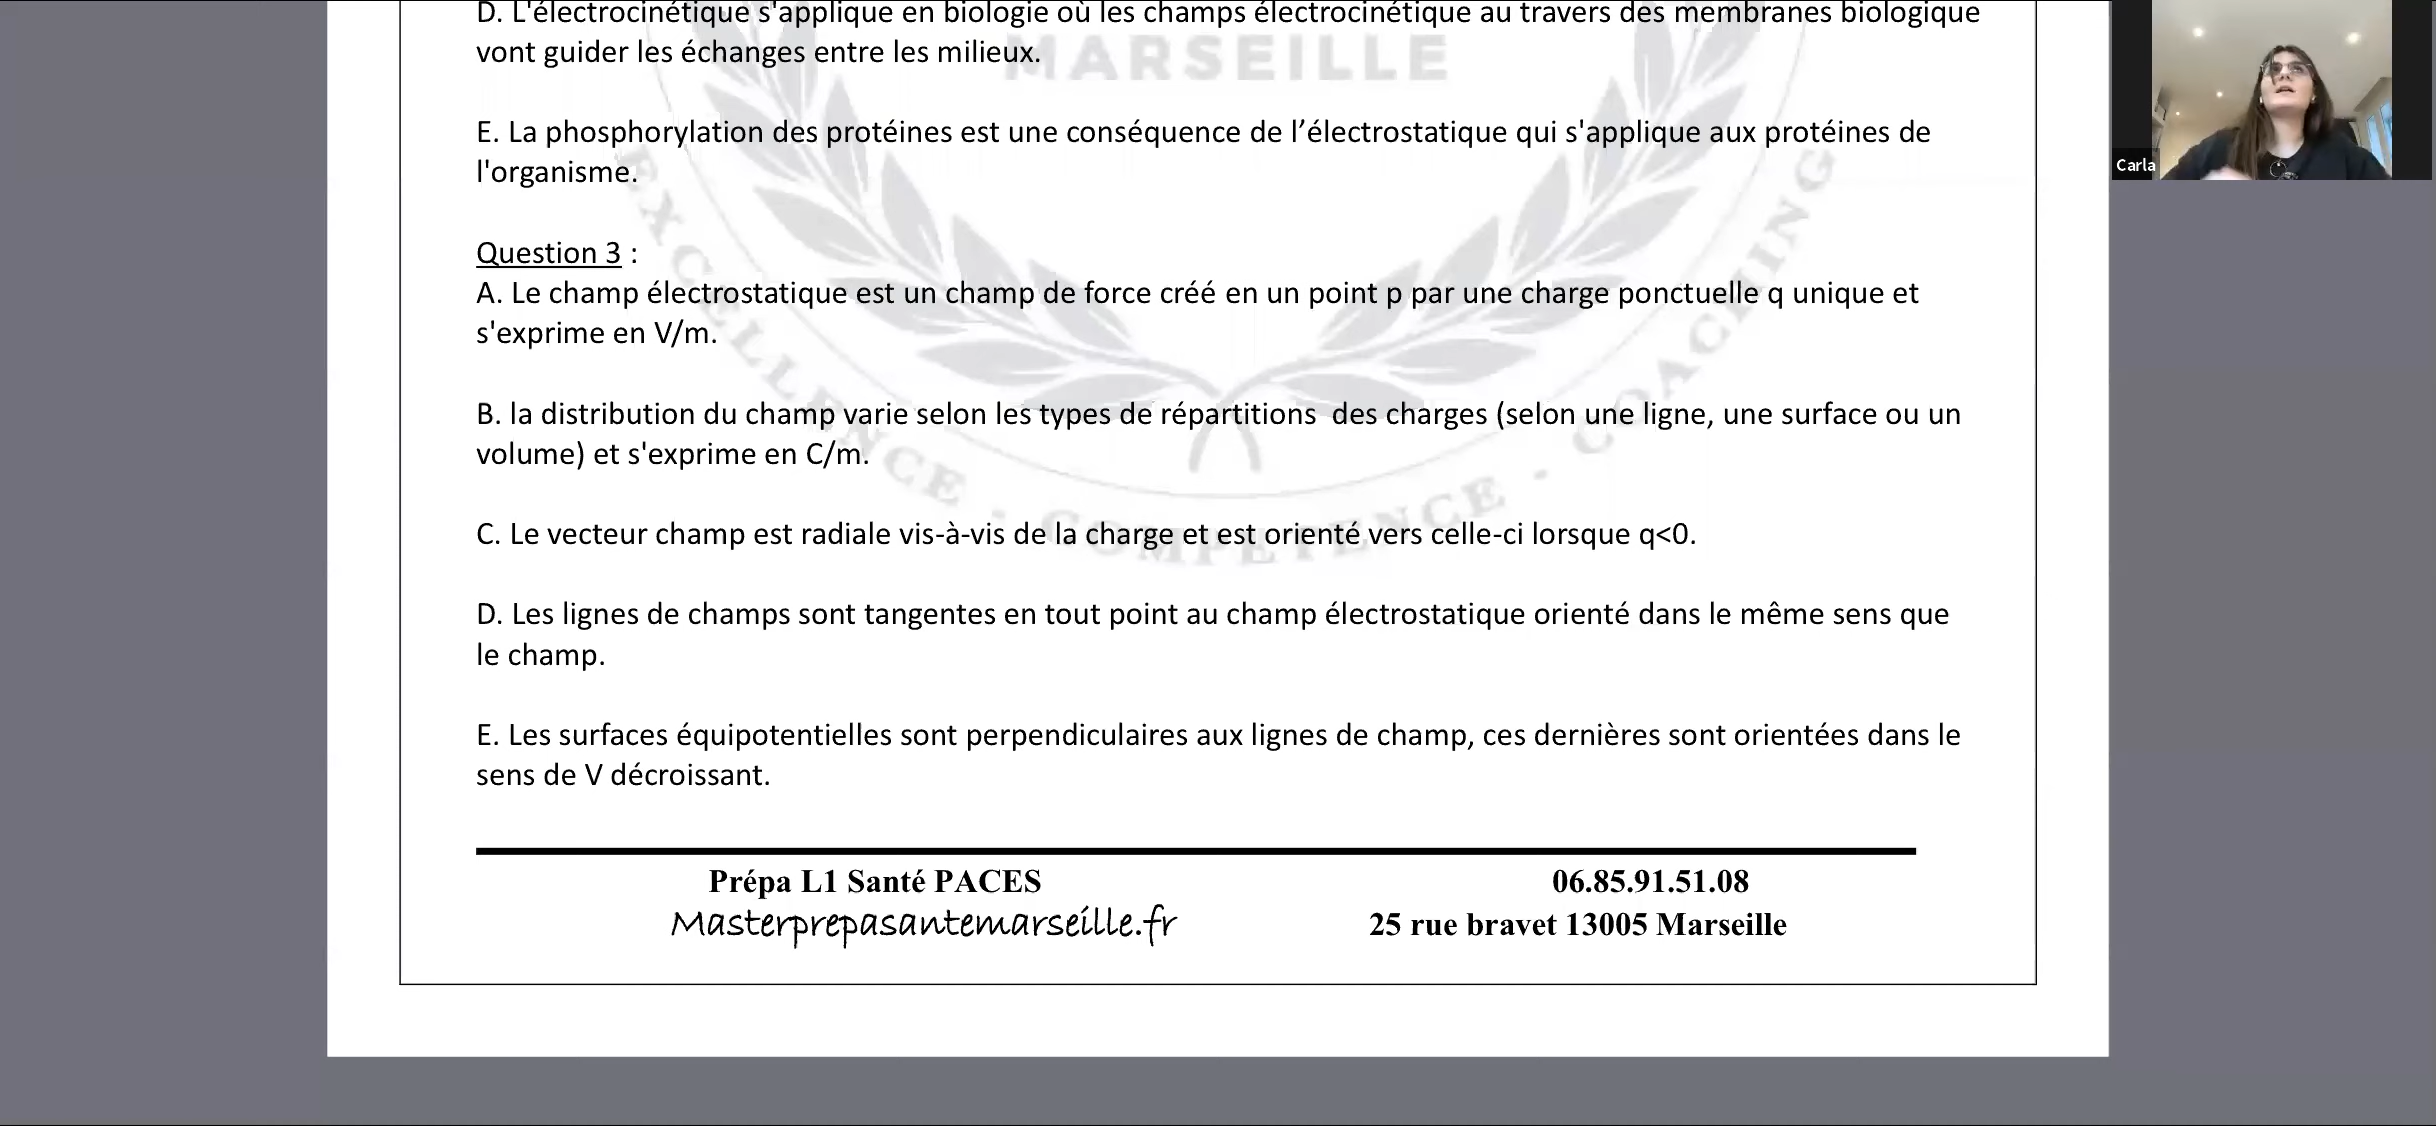 D. L'électrocinétique s'applique en biologie où les champs électrocinétique au travers des membranes biologique
vont guider les échanges entre les milieux.
MARSEILLE
E. La phosphorylation des protéines est une conséquence de l’électrostatique qui s'applique aux protéines de
l'organisme.
Carla
EXCELLENCE - COMPETENCE - COACHING
Question 3 :
A. Le champ électrostatique est un champ de force créé en un point p par une charge ponctuelle q unique et
s'exprime en V/m.
B. la distribution du champ varie selon les types de répartitions  des charges (selon une ligne, une surface ou un
volume) et s'exprime en C/m.
C. Le vecteur champ est radiale vis-à-vis de la charge et est orienté vers celle-ci lorsque q<0.
D. Les lignes de champs sont tangentes en tout point au champ électrostatique orienté dans le même sens que
le champ.
E. Les surfaces équipotentielles sont perpendiculaires aux lignes de champ, ces dernières sont orientées dans le
sens de V décroissant.
Prépa L1 Santé PACES
06.85.91.51.08
Masterprepasantemarseille.fr
25 rue bravet 13005 Marseille